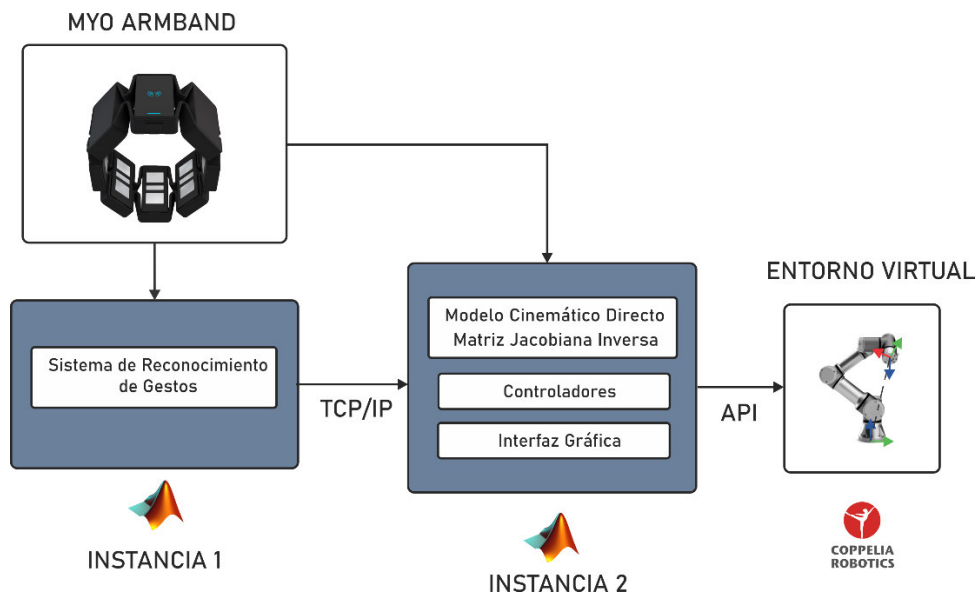 MYO ARMBAND
Sistema de Reconocimiento
de Gestos
INSTANCIA 1
TCP/IP
Modelo Cinemático Directo
Matriz Jacobiana Inversa
Controladores
Interfaz Gráfica
INSTANCIA 2
API
ENTORNO VIRTUAL
COPPELIA
ROBOTICS